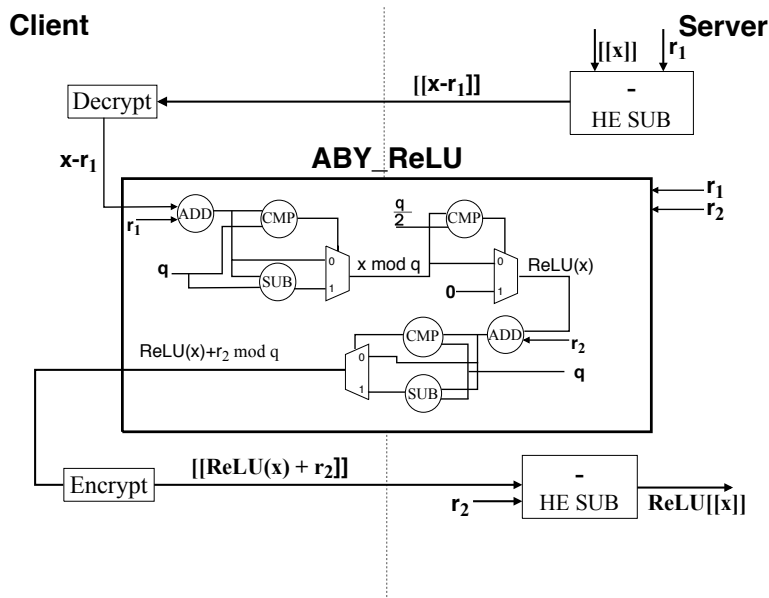 Client
Server
[[x]]
r1
[[x-r1]]
-
HE SUB
Decrypt
x-r1
ABY_ReLU
r1
r2
ADD
r1
CMP
q
SUB
0
1
x mod q
q
2
CMP
0
1
0
ReLU(x)
ReLU(x)+r2 mod q
0
1
CMP
SUB
ADD
r2
q
Encrypt
[[ReLU(x) + r2]]
r2
-
HE SUB
ReLU[[x]]